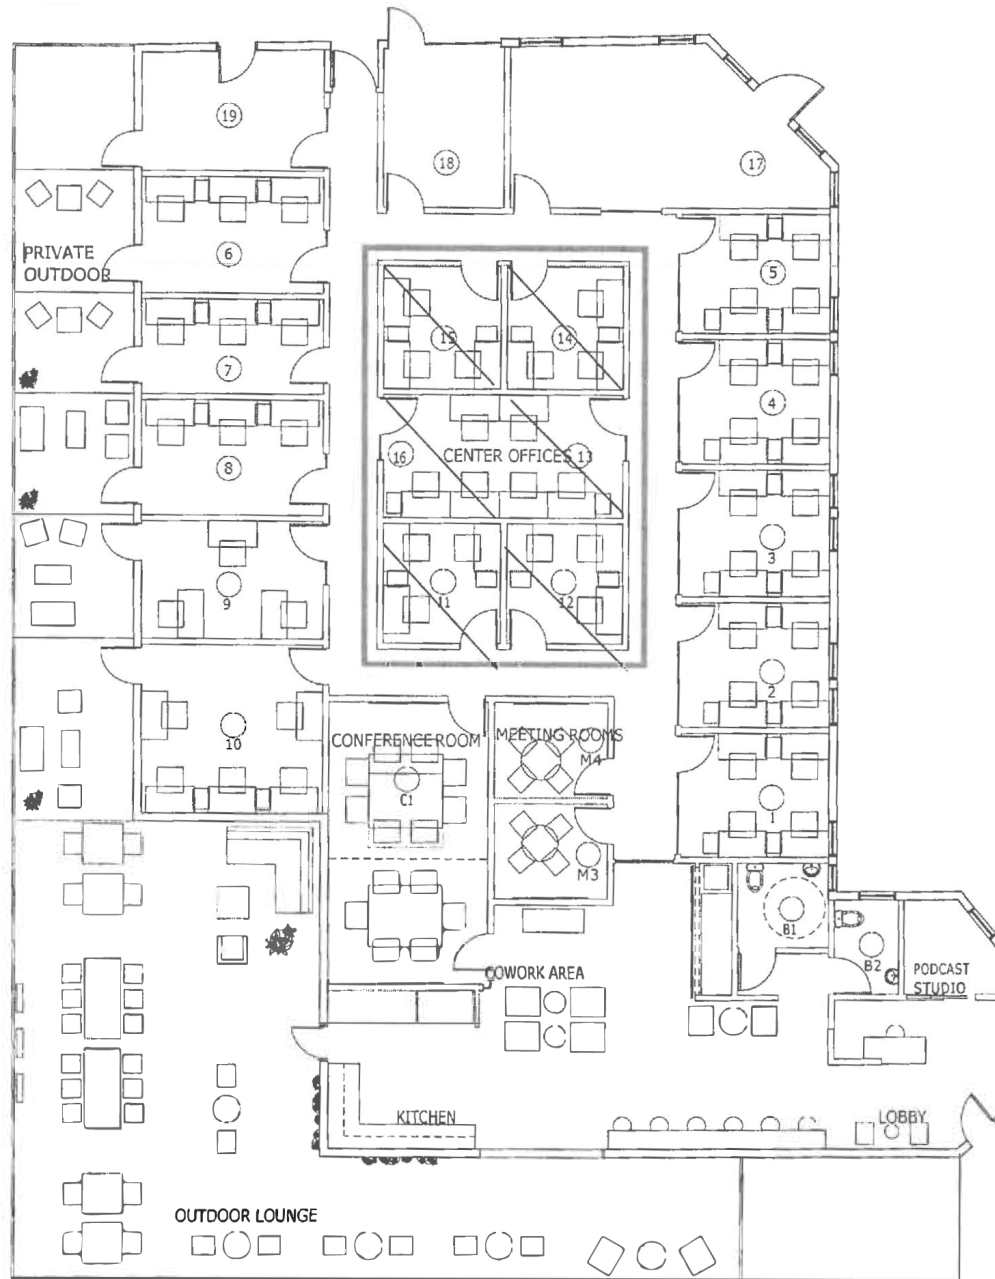 19
18
17
PRIVATE
OUTDOOR
6
5
15
14
7
4
16
CENTER OFFICES
13
8
3
9
11
12
2
10
CONFERENCE ROOM
MEETING ROOMS
M4
C1
1
M3
B1
B2
PODCAST
STUDIO
COWORK AREA
KITCHEN
LOBBY
OUTDOOR LOUNGE